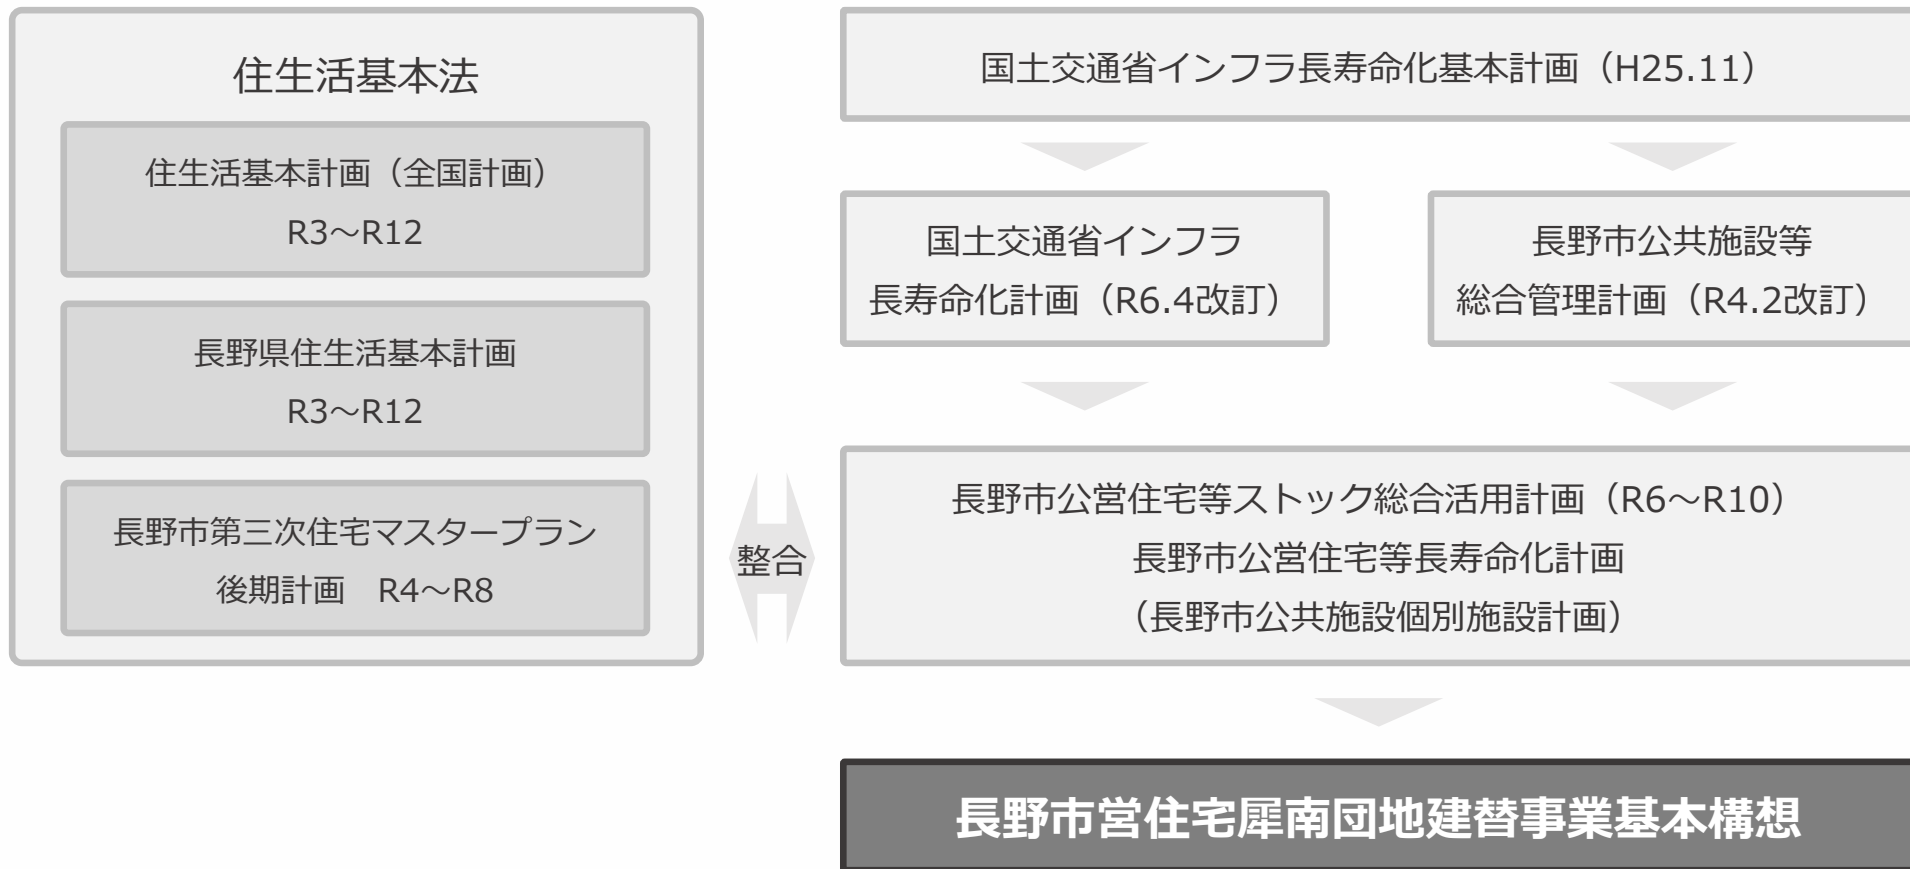 住生活基本法
住生活基本計画（全国計画）
R3～R12
長野県住生活基本計画
R3～R12
長野市第三次住宅マスタープラン
後期計画　R4～R8
整合
国土交通省インフラ長寿命化基本計画（H25.11）
国土交通省インフラ
長寿命化計画（R6.4改訂）
長野市公共施設等
総合管理計画（R4.2改訂）
長野市公営住宅等ストック総合活用計画（R6～R10）
長野市公営住宅等長寿命化計画
（長野市公共施設個別施設計画）
長野市営住宅犀南団地建替事業基本構想